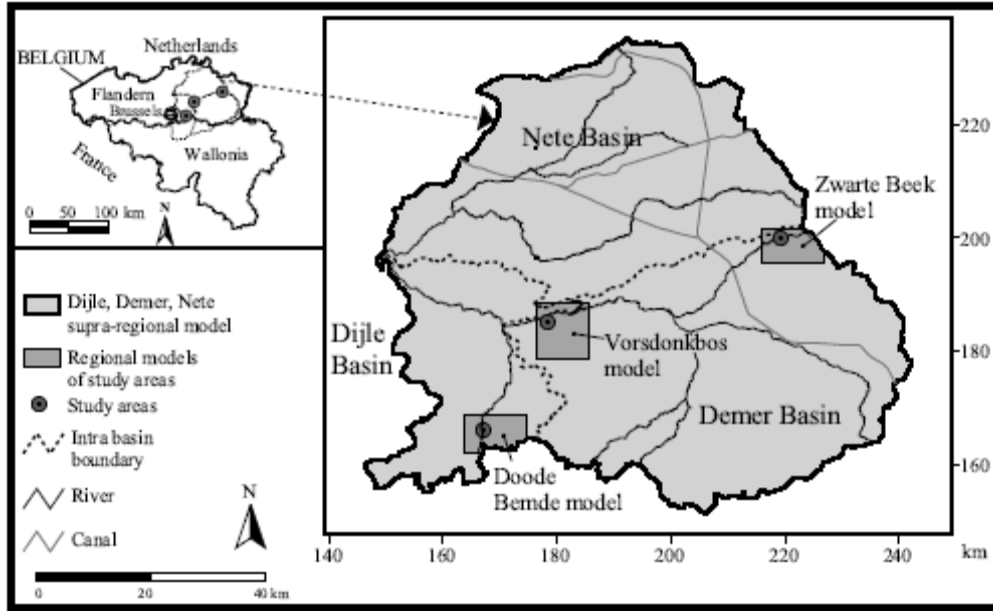 Netherlands
BELGIUM
Flandern
Brussels
Wallonia
France
0 50 100 km
N
Dijle, Demer, Nete
supra-regional model
Regional models
of study areas
Study areas
Intra basin
boundary
River
Canal
N
0 20 40 km
Nete Basin
Zwarte Beek
model
Dijle
Basin
Vorsdonkbos
model
Demer Basin
Doode
Bemde model
220
200
180
160
140 160 180 200 220 240 km